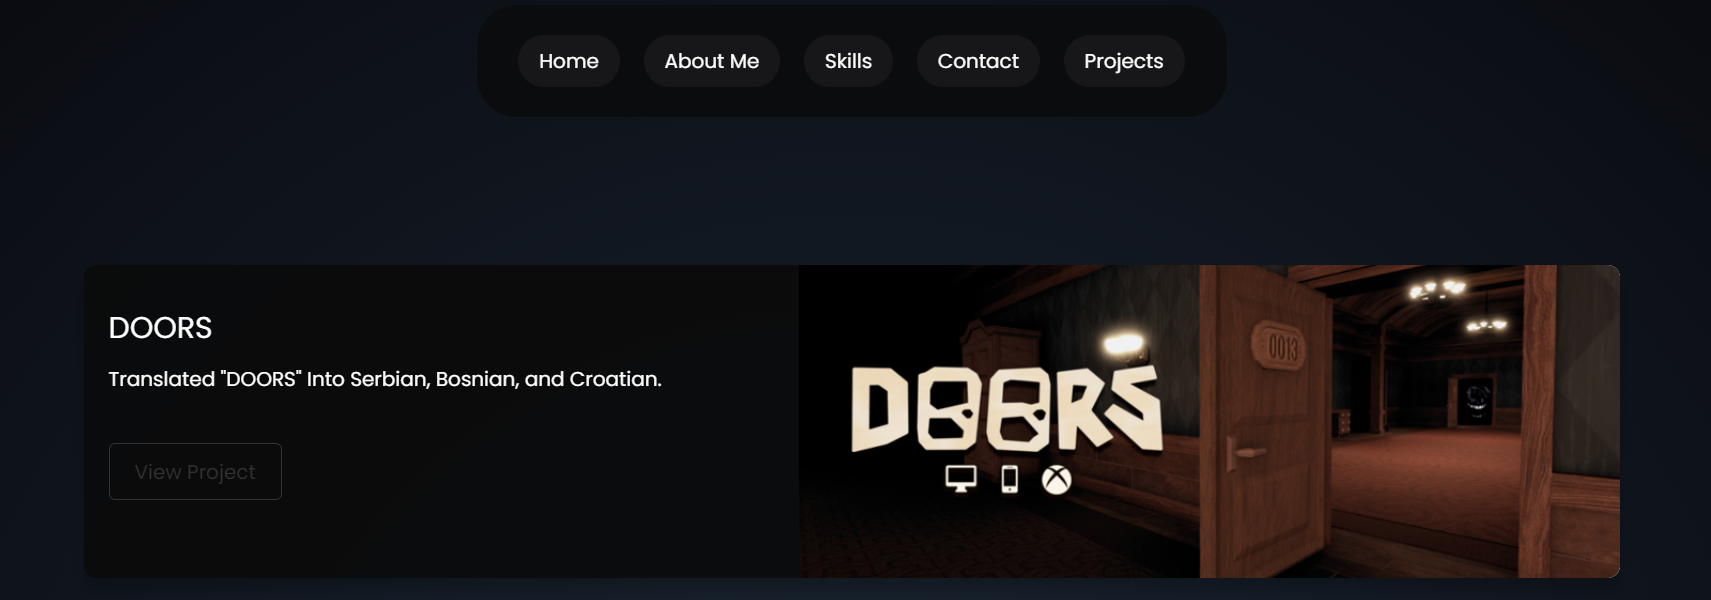 Home
About Me
Skills
Contact
Projects
DOORS
Translated "DOORS" Into Serbian, Bosnian, and Croatian.
View Project
DOORS
0013